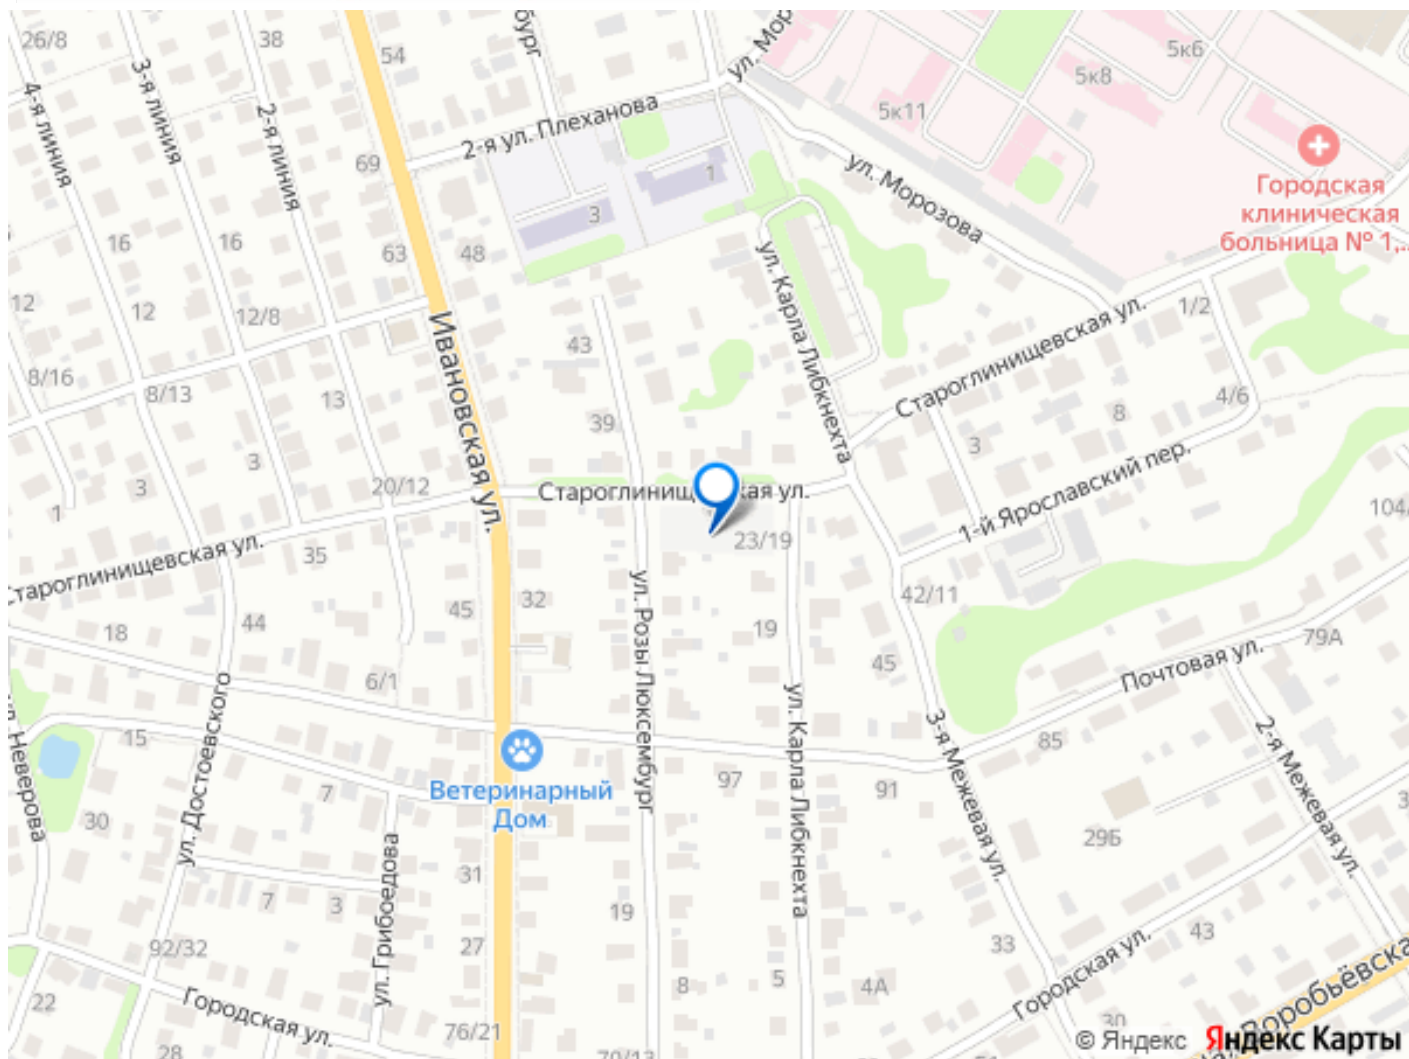 26/8
38
54
5к6
5к8
5к11
3-я линия
4-я линия
2-я линия
2-я ул. Плеханова
69
1
ул. Морозова
Городская
клиническая
больница № 1,...
3
16
16
63
48
ул. Карла Либкнехта
12
12
12/8
Ивановская ул.
43
1/2
Староглинищевская ул.
8/16
8/13
13
39
8
4/6
3
3
3
1
20/12
Староглинищевская ул.
1-й Ярославский пер.
23/19
35
Староглинищевская ул.
45
32
ул. Розы Люксембург
42/11
18
44
19
45
79А
Почтовая ул.
6/1
ул. Карла Либкнехта
3-я Межевая ул.
2-я Межевая ул.
ул. Достоевского
Неверова
15
85
7
97
91
Ветеринарный
Дом
30
ул. Грибоедова
29Б
31
7
3
19
92/32
27
33
43
Городская ул.
8
5
4А
22
Городская ул.
76/21
28
30
51
© Яндекс
Яндекс Карты